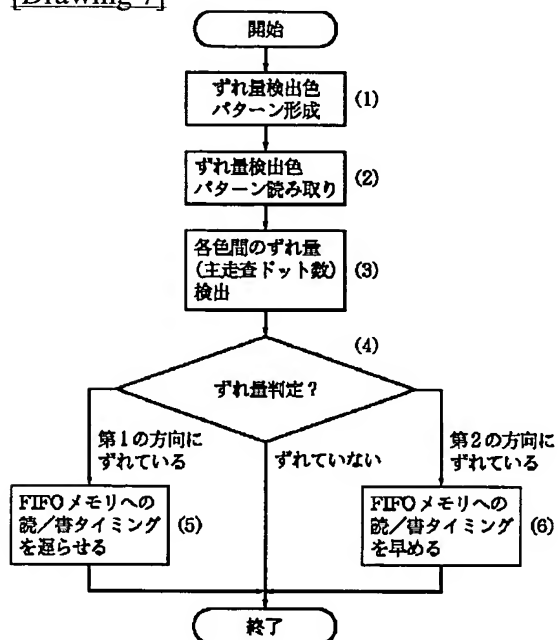 [Drawing 7]
開始
ずれ量検出色
パターン形成
(1)
ずれ量検出色
パターン読み取り
(2)
各色間のずれ量
(主走査ドット数)
検出
(3)
(4)
ずれ量判定？
第1の方向に
ずれている
ずれていない
第2の方向に
ずれている
FIFOメモリへの
読／書タイミング
を遅らせる
(5)
FIFOメモリへの
読／書タイミング
を早める
(6)
終了